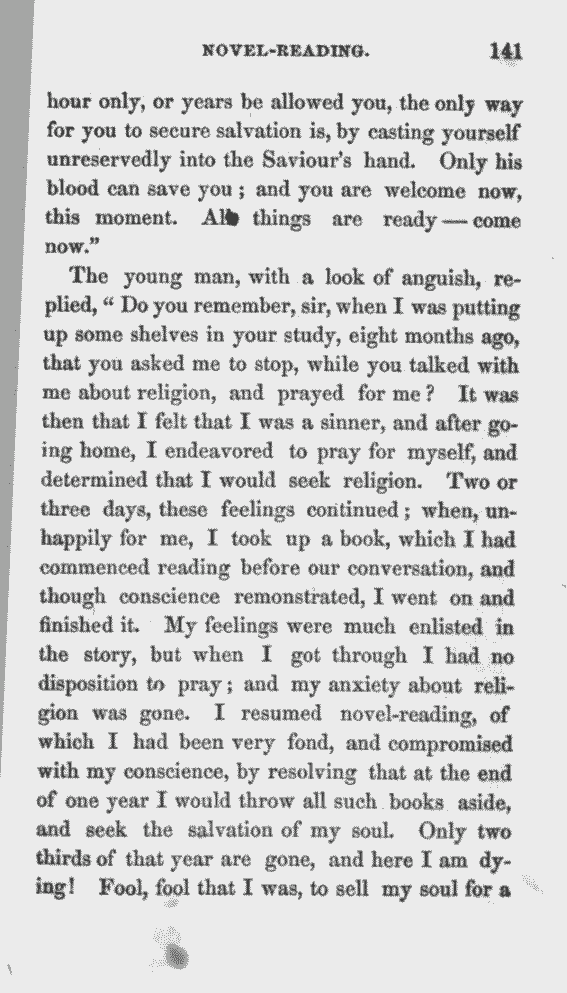 NOVEL-READING. 141
hour only, or years be allowed you, the only way
for you to secure salvation is, by casting yourself
unreservedly into the Saviour's hand. Only his
blood can save you ; and you are welcome now,
this moment. All things are ready — come
now."
The young man, with a look of anguish, re-
plied, " Do you remember, sir, when I was putting
up some shelves in your study, eight months ago,
that you asked me to stop, while you talked with
me about religion, and prayed for me ? It was
then that I felt that I was a sinner, and after go-
ing home, I endeavored to pray for myself, and
determined that I would seek religion. Two or
three days, these feelings continued ; when, un-
happily for me, I took up a book, which I had
commenced reading before our conversation, and
though conscience remonstrated, I went on and
finished it. My feelings were much enlisted in
the story, but when I got through I had no
disposition to pray ; and my anxiety about reli-
gion was gone. I resumed novel-reading, of
which I had been very fond, and compromised
with my conscience, by resolving that at the end
of one year I would throw all such books aside,
and seek the salvation of my soul. Only two
thirds of that year are gone, and here I am dy-
ing! Fool, fool that I was, to sell my soul for a